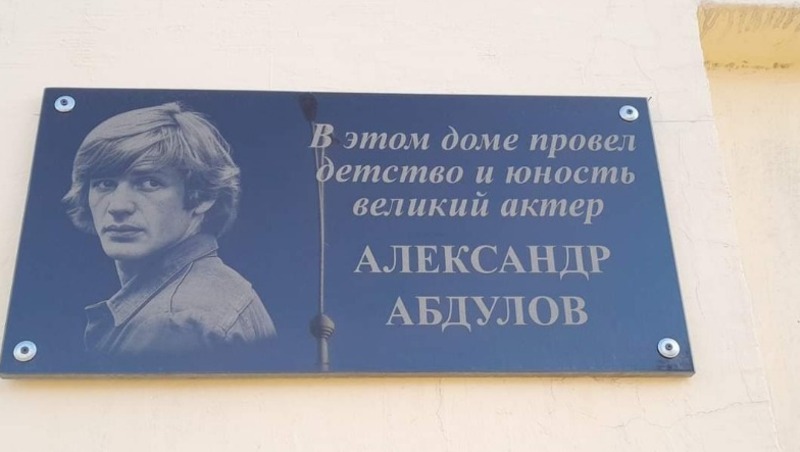 В этом доме провел
детство и юность
великий актер
АЛЕКСАНДР
АБДУЛОВ